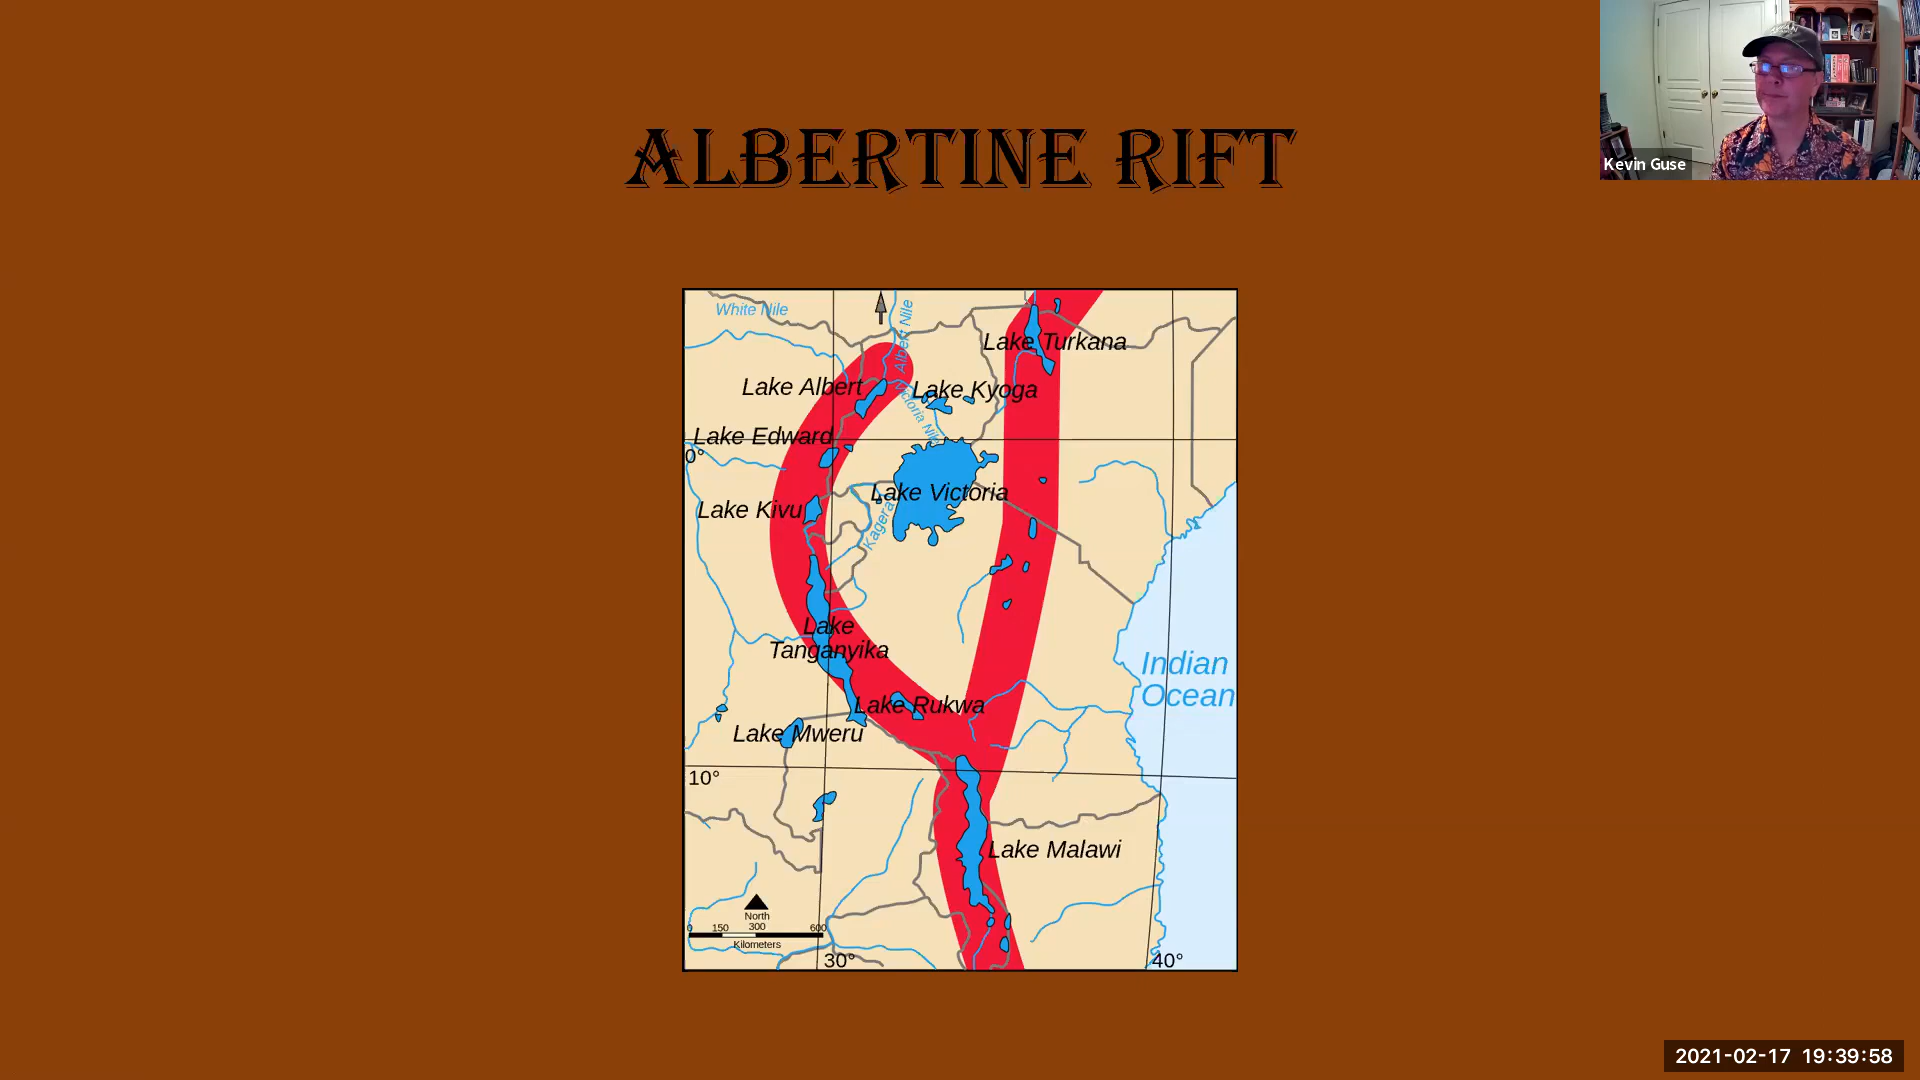 ALBERTINE RIFT
Kevin Guse
White Nile
Albert Nile
Lake Turkana
Lake Albert
Lake Kyoga
Victoria Nile
Lake Edward
0°
Lake Victoria
Lake Kivu
Kagera
Lake
Tanganyika
Indian
Ocean
Lake Rukwa
Lake Mweru
10°
Lake Malawi
North
0 150 300 600
Kilometers
30° 40°
2021-02-17 19:39:58